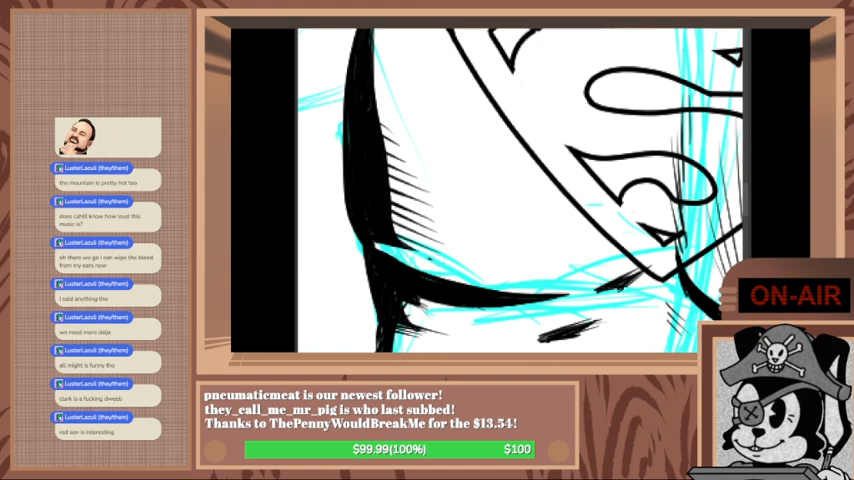 LusterLazuli (they/them)
the mountain is pretty hot too
LusterLazuli (they/them)
does cahill know how loud this
music is?
LusterLazuli (they/them)
oh there we go i can wipe the blood
from my ears now
LusterLazuli (they/them)
I said anything tho
LusterLazuli (they/them)
we need more daija
LusterLazuli (they/them)
all might is funny tho
LusterLazuli (they/them)
clark is a fucking dweeb
LusterLazuli (they/them)
red son is interesting
pneumaticmeat is our newest follower!
they_call_me_mr_pig is who last subbed!
Thanks to ThePennyWouldBreakMe for the $13.54!
$99.99(100%) $100
ON-AIR